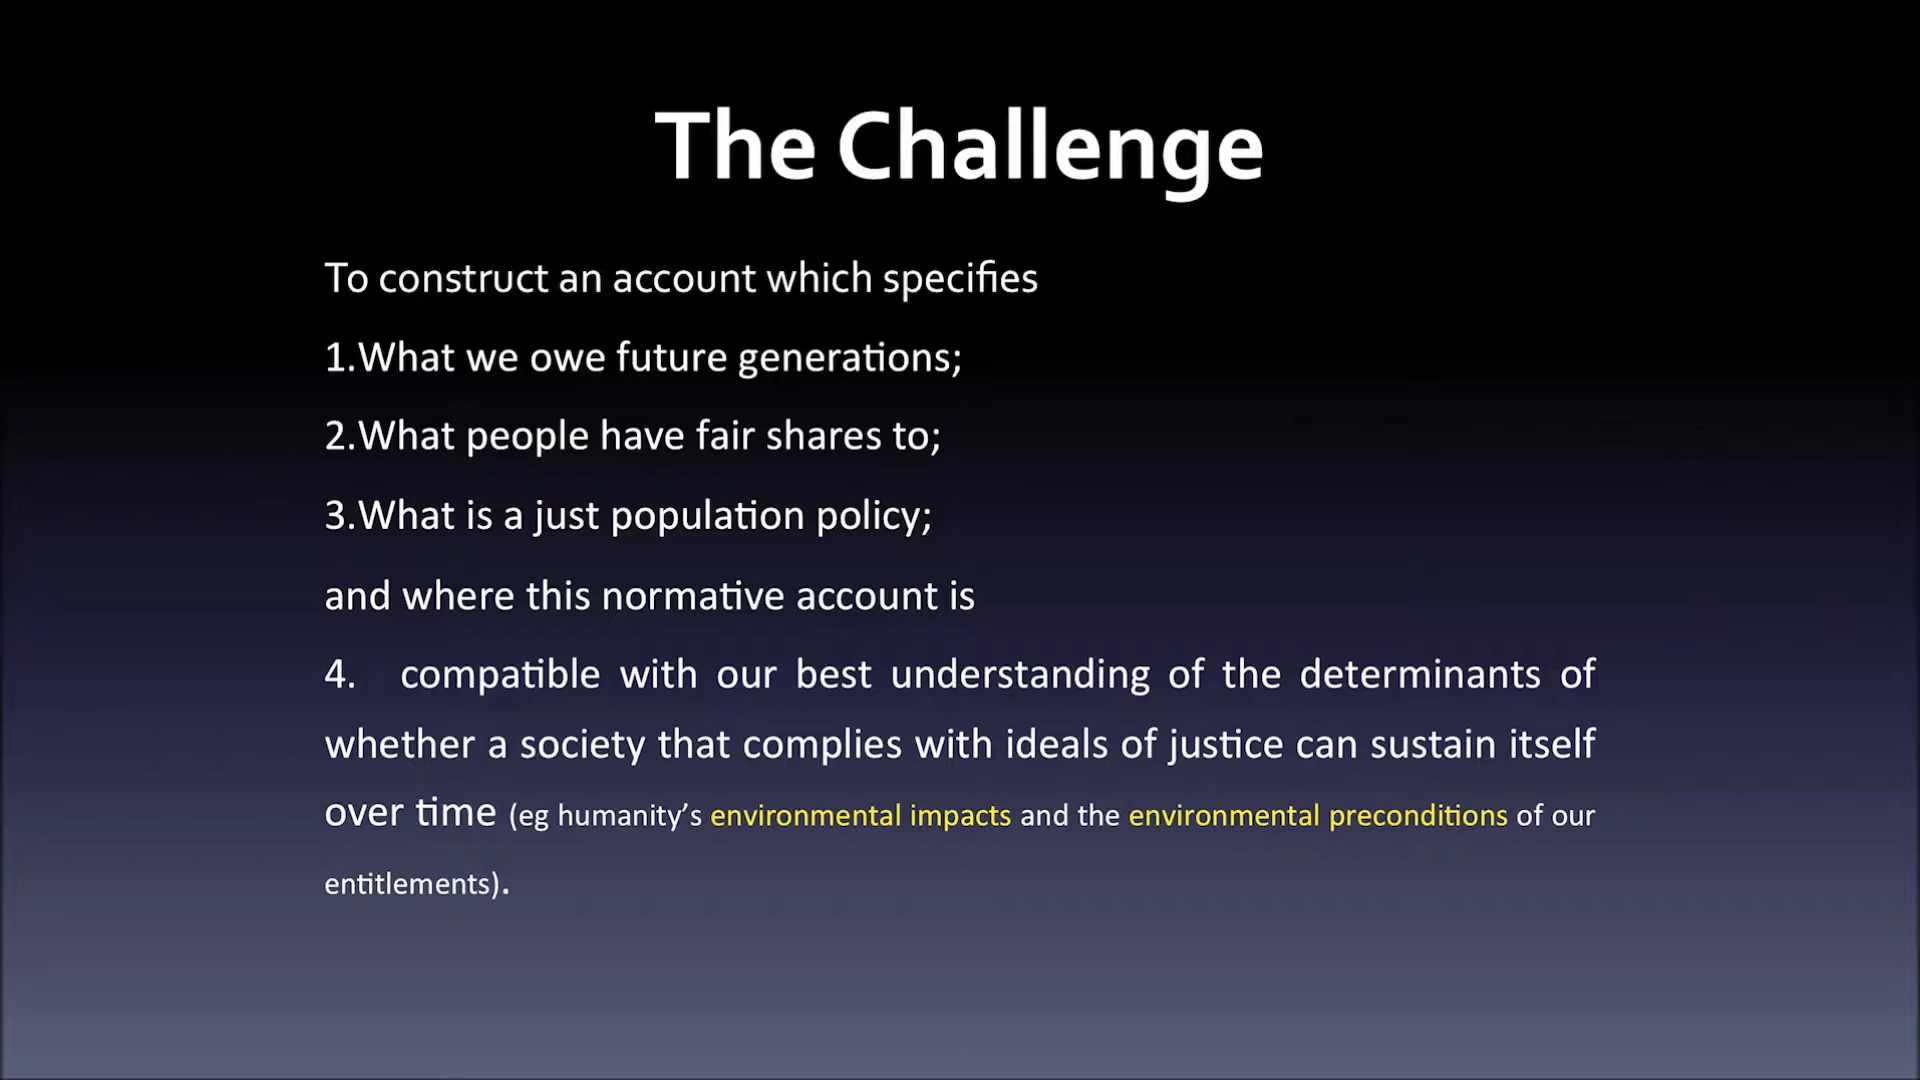 The Challenge
To construct an account which specifies
1.What we owe future generations;
2.What people have fair shares to;
3.What is a just population policy;
and where this normative account is
4. compatible with our best understanding of the determinants of
whether a society that complies with ideals of justice can sustain itself
over time (eg humanity’s environmental impacts and the environmental preconditions of our
entitlements).